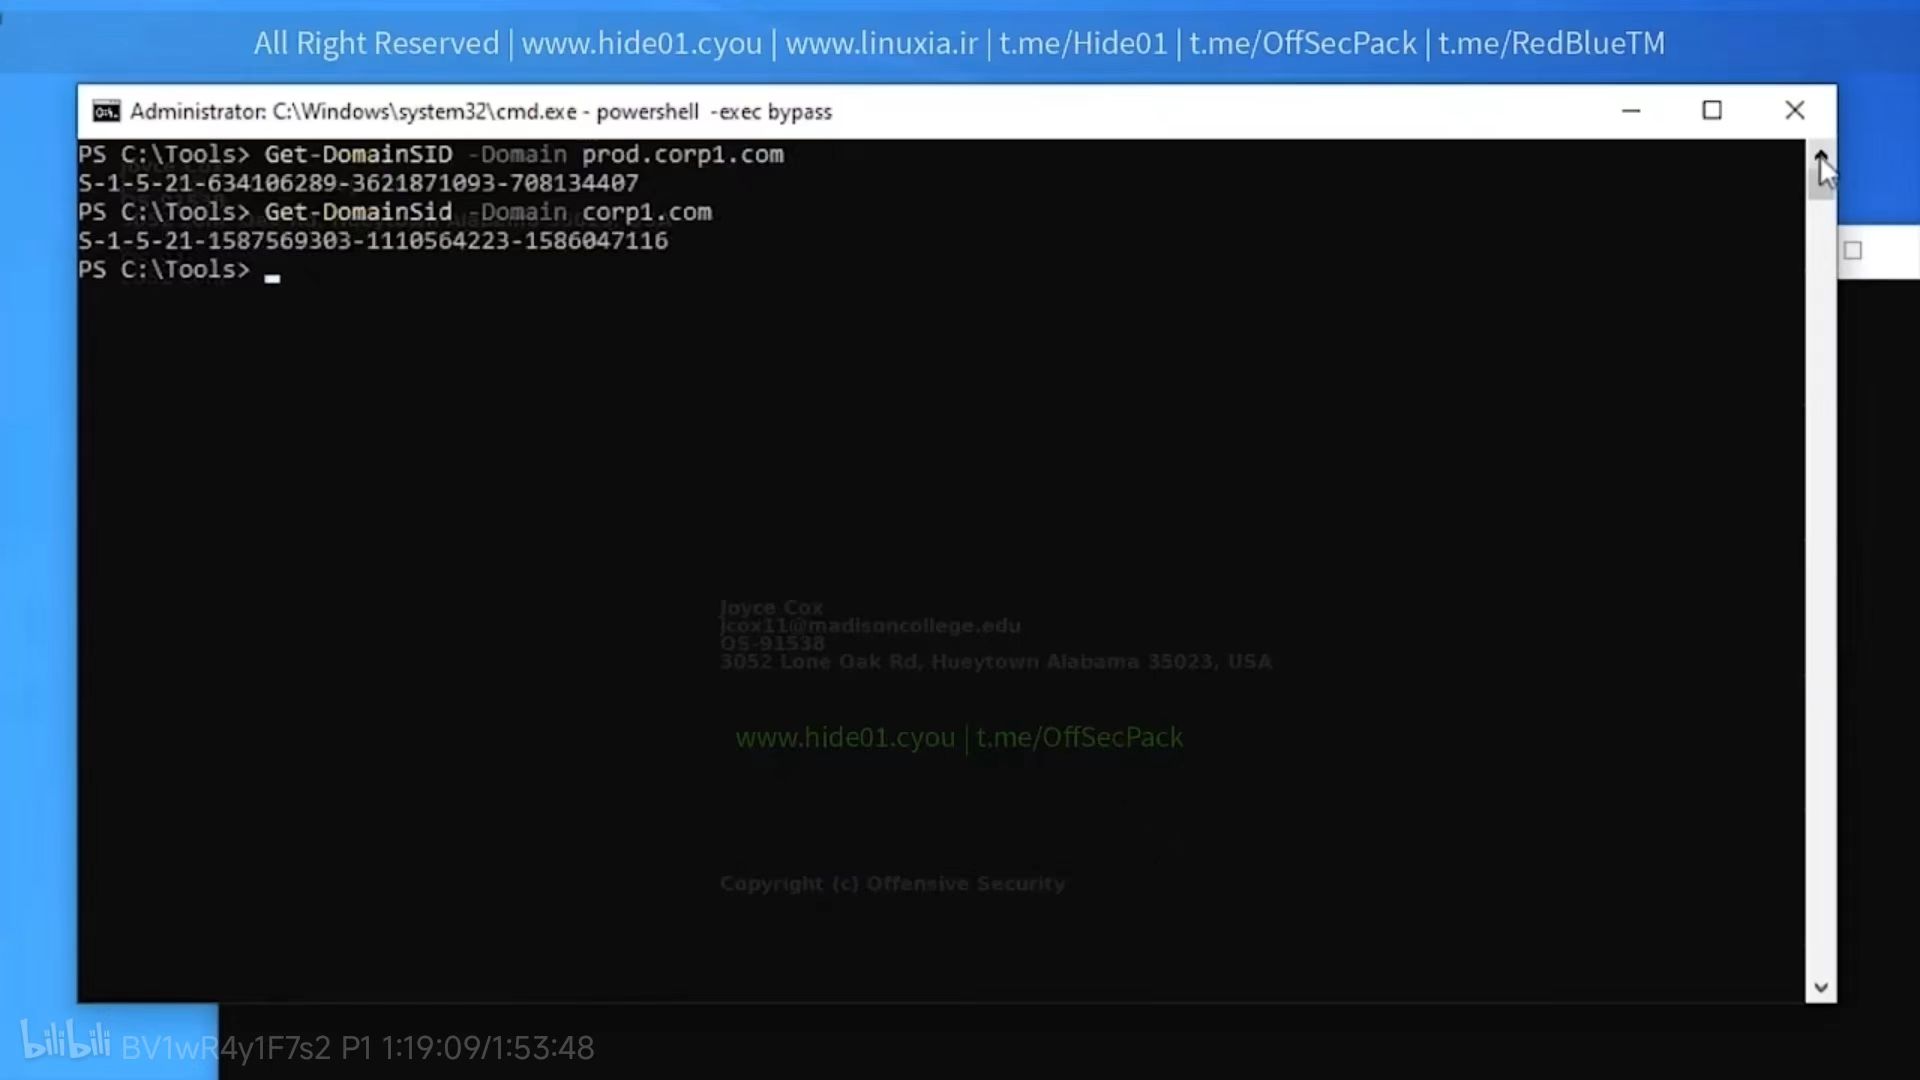 All Right Reserved | www.hide01.cyou | www.linuxia.ir | t.me/Hide01 | t.me/OffSecPack | t.me/RedBlueTM
Administrator: C:\Windows\system32\cmd.exe - powershell -exec bypass
PS C:\Tools> Get-DomainSID -Domain prod.corp1.com
S-1-5-21-634106289-3621871093-708134407
PS C:\Tools> Get-DomainSid -Domain corp1.com
S-1-5-21-1587569303-1110564223-1586047116
PS C:\Tools>
Joyce Cox
jcox11@madisoncollege.edu
OS-91538
3052 Lone Oak Rd, Hueytown Alabama 35023, USA
www.hide01.cyou | t.me/OffSecPack
Copyright (c) Offensive Security
bilibili BV1wR4y1F7s2 P1 1:19:09/1:53:48